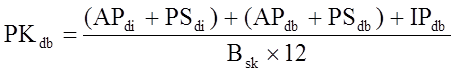 PK_db = ((AP_di + PS_di) + (AP_db + PS_db) + IP_db) / (B_sk × 12)